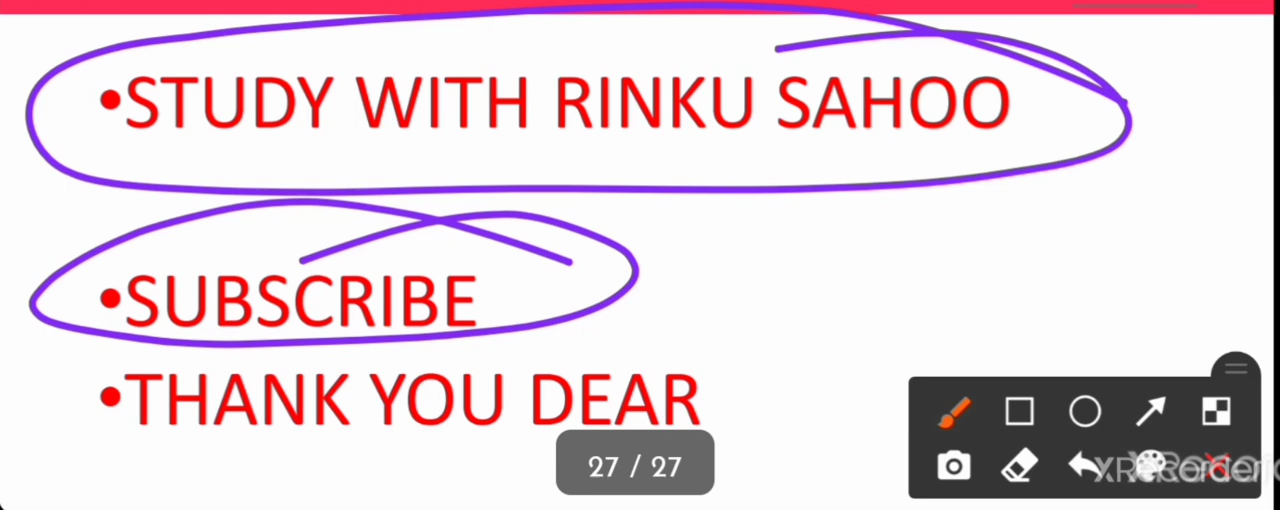 •STUDY WITH RINKU SAHOO
•SUBSCRIBE
•THANK YOU DEAR
27 / 27